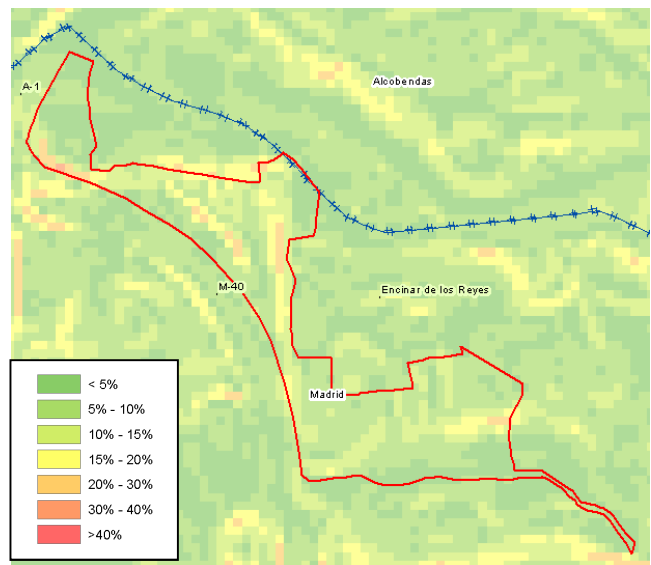 Alcobendas
A-1
M-40
Encinar de los Reyes
Madrid
< 5%
5% - 10%
10% - 15%
15% - 20%
20% - 30%
30% - 40%
>40%